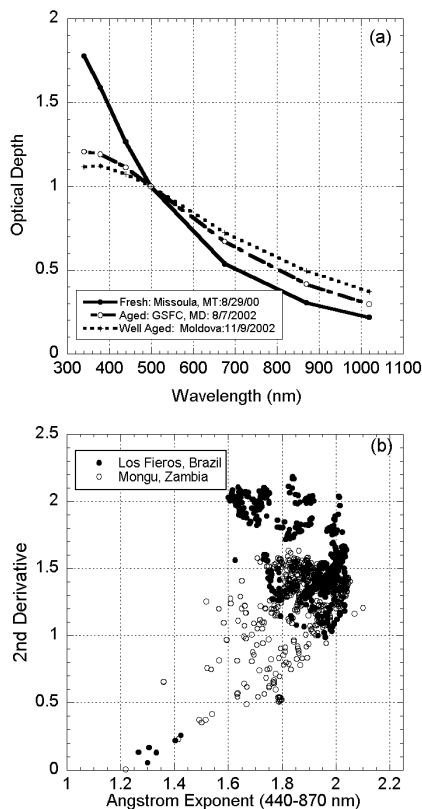 (a)
2
1.5
1
0.5
0
Optical Depth
Fresh: Missoula, MT:8/29/00
Aged: GSFC, MD: 8/7/2002
Well Aged: Moldova:11/9/2002
300 400 500 600 700 800 900 1000 1100
Wavelength (nm)
(b)
2.5
2
1.5
1
0.5
0
2nd Derivative
Los Fieros, Brazil
Mongu, Zambia
1 1.2 1.4 1.6 1.8 2 2.2
Angstrom Exponent (440-870 nm)